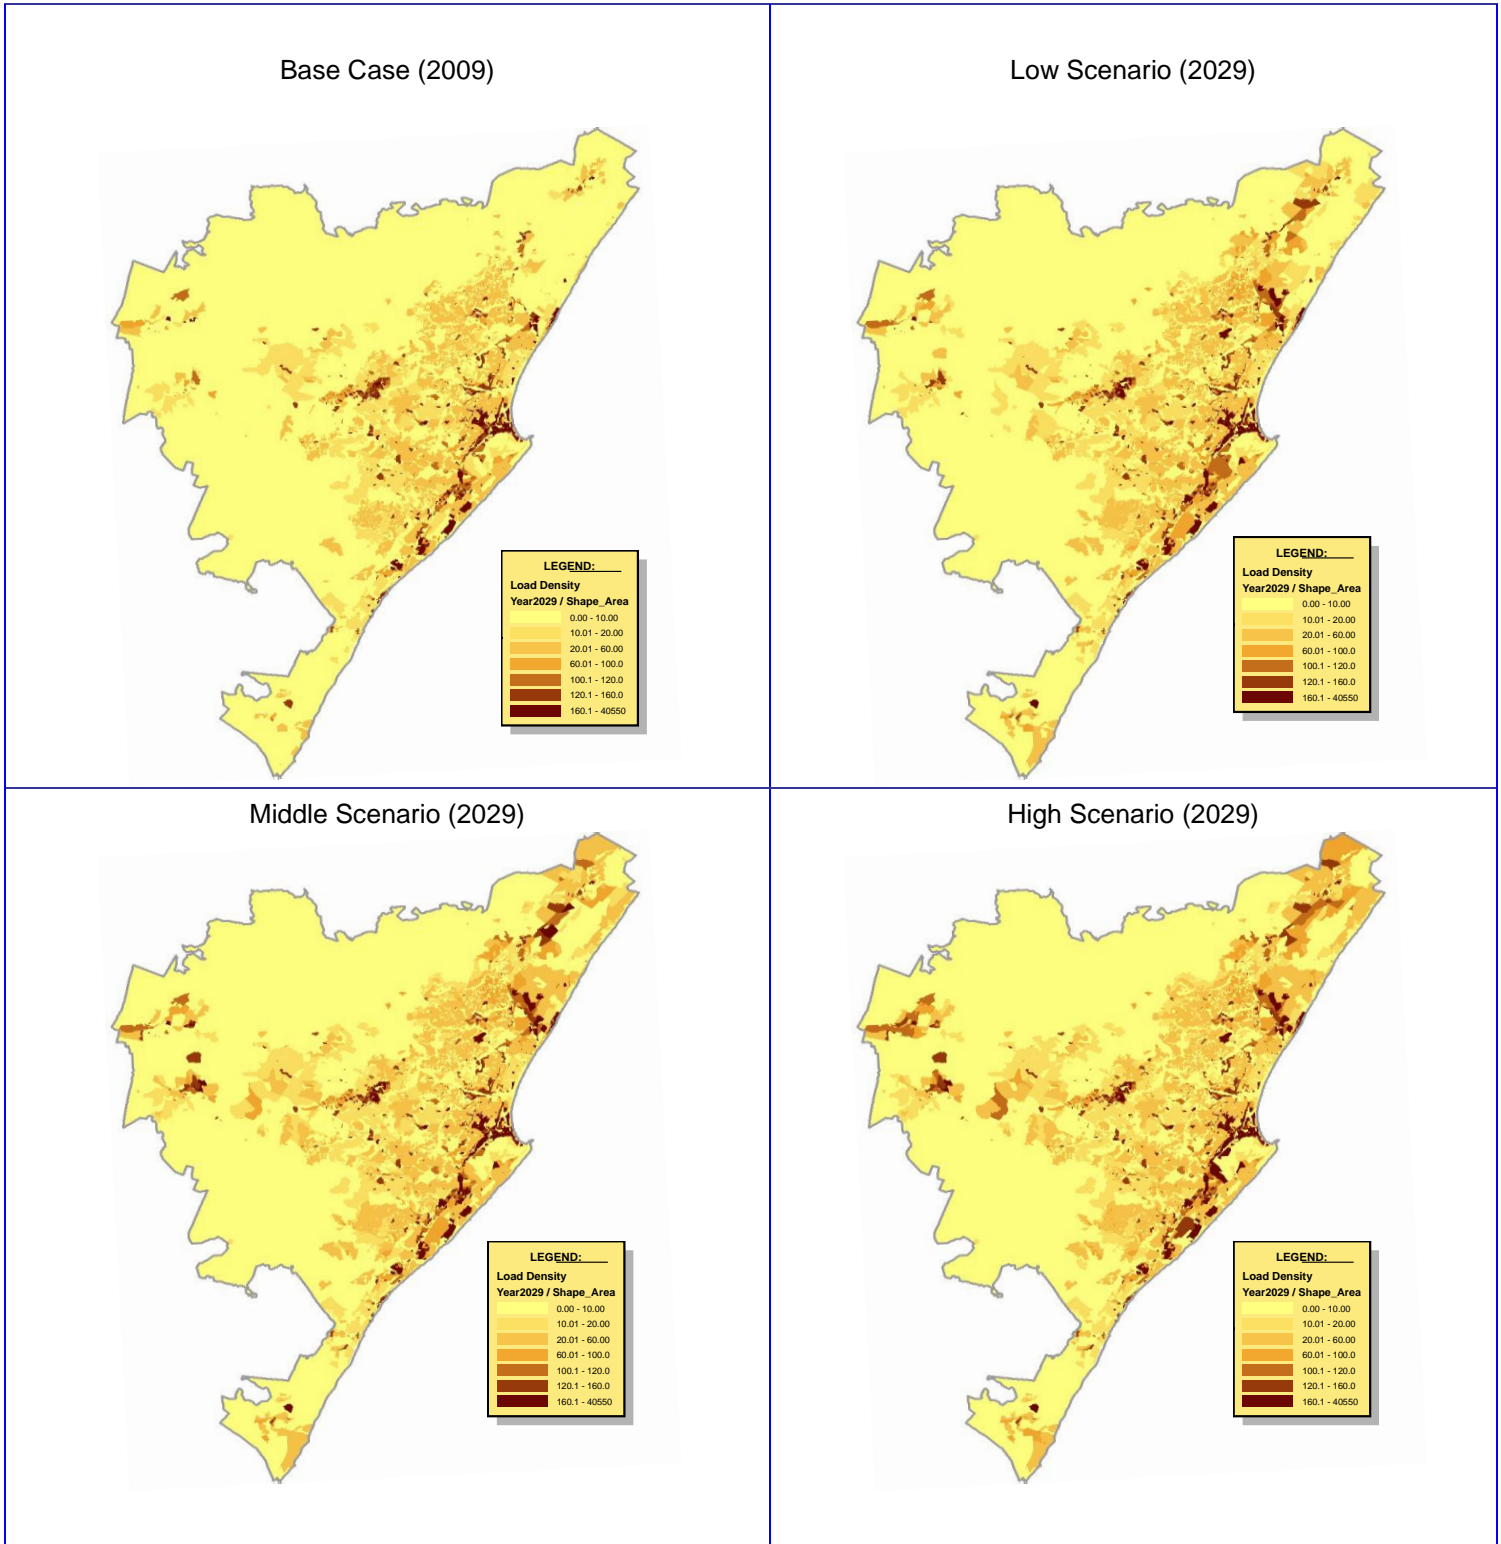 Base Case (2009)
LEGEND:
Load Density
Year2029 / Shape_Area
0.00 - 10.00
10.01 - 20.00
20.01 - 60.00
60.01 - 100.0
100.1 - 120.0
120.1 - 160.0
160.1 - 40550
Low Scenario (2029)
LEGEND:
Load Density
Year2029 / Shape_Area
0.00 - 10.00
10.01 - 20.00
20.01 - 60.00
60.01 - 100.0
100.1 - 120.0
120.1 - 160.0
160.1 - 40550
Middle Scenario (2029)
LEGEND:
Load Density
Year2029 / Shape_Area
0.00 - 10.00
10.01 - 20.00
20.01 - 60.00
60.01 - 100.0
100.1 - 120.0
120.1 - 160.0
160.1 - 40550
High Scenario (2029)
LEGEND:
Load Density
Year2029 / Shape_Area
0.00 - 10.00
10.01 - 20.00
20.01 - 60.00
60.01 - 100.0
100.1 - 120.0
120.1 - 160.0
160.1 - 40550